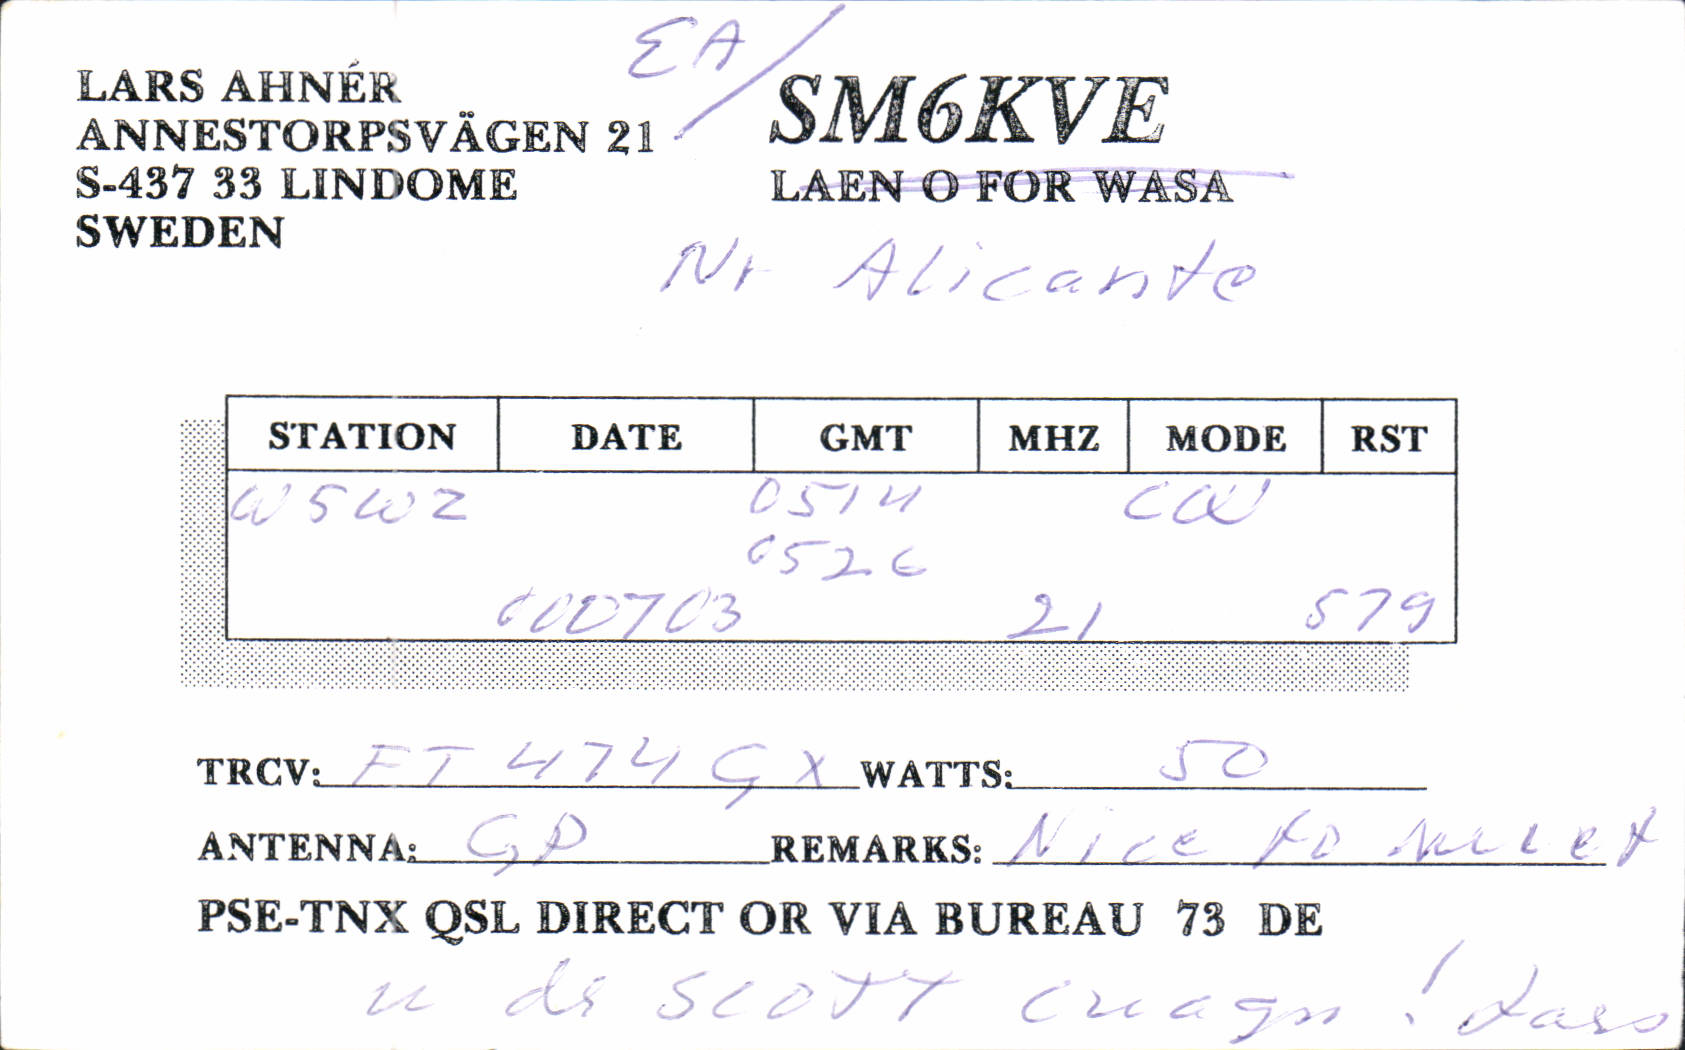 LARS AHNÉR
ANNESTORPSVÄGEN 21
S-437 33 LINDOME
SWEDEN
EA/ SM6KVE
LAEN O FOR WASA
Nr Alicante
STATION DATE GMT MHZ MODE RST
W5WZ 0514 CW
0526
000703 21 579
TRCV: FT 474 GX WATTS: 50
ANTENNA: GP REMARKS: Nice to meet
PSE-TNX QSL DIRECT OR VIA BUREAU 73 DE
u dr SCOTT cuagn! Lars